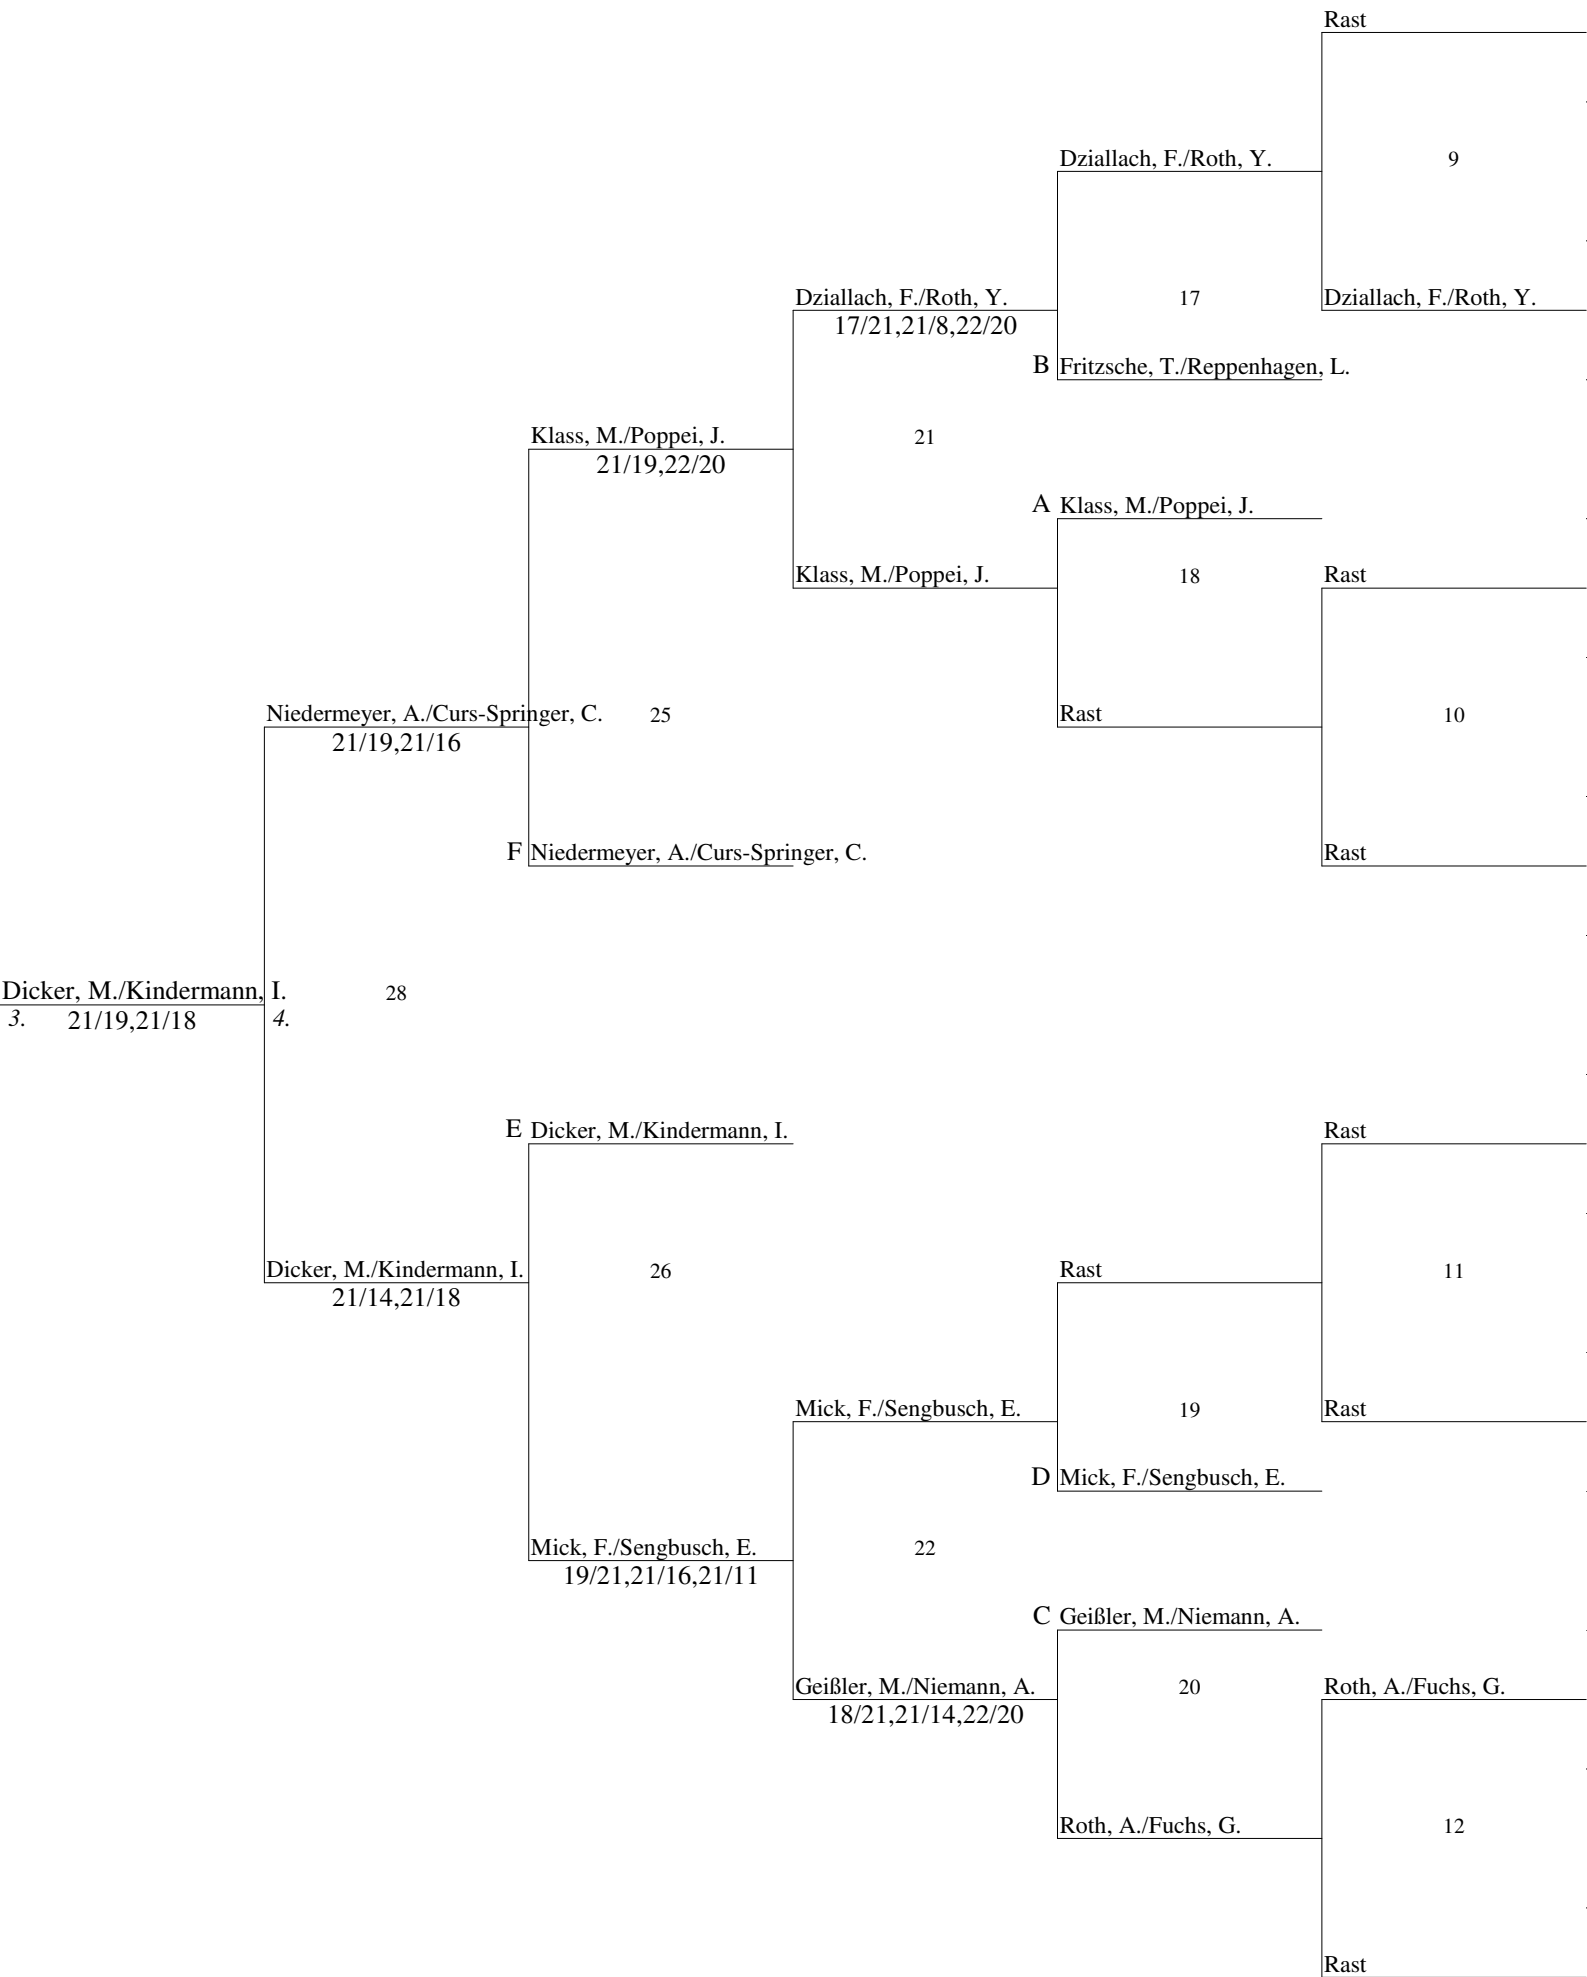 Rast
Dziallach, F./Roth, Y.
9
Dziallach, F./Roth, Y.
17
Dziallach, F./Roth, Y.
17/21,21/8,22/20
B Fritzsche, T./Reppenhagen, L.
Klass, M./Poppei, J.
21
21/19,22/20
A Klass, M./Poppei, J.
Klass, M./Poppei, J.
18
Rast
Niedermeyer, A./Curs-Springer, C.
25
Rast
10
21/19,21/16
F Niedermeyer, A./Curs-Springer, C.
Rast
Dicker, M./Kindermann, I.
28
3. 21/19,21/18
4.
E Dicker, M./Kindermann, I.
Rast
Dicker, M./Kindermann, I.
26
Rast
11
21/14,21/18
Mick, F./Sengbusch, E.
19
Rast
D Mick, F./Sengbusch, E.
Mick, F./Sengbusch, E.
22
19/21,21/16,21/11
C Geißler, M./Niemann, A.
Geißler, M./Niemann, A.
20
Roth, A./Fuchs, G.
18/21,21/14,22/20
Roth, A./Fuchs, G.
12
Rast